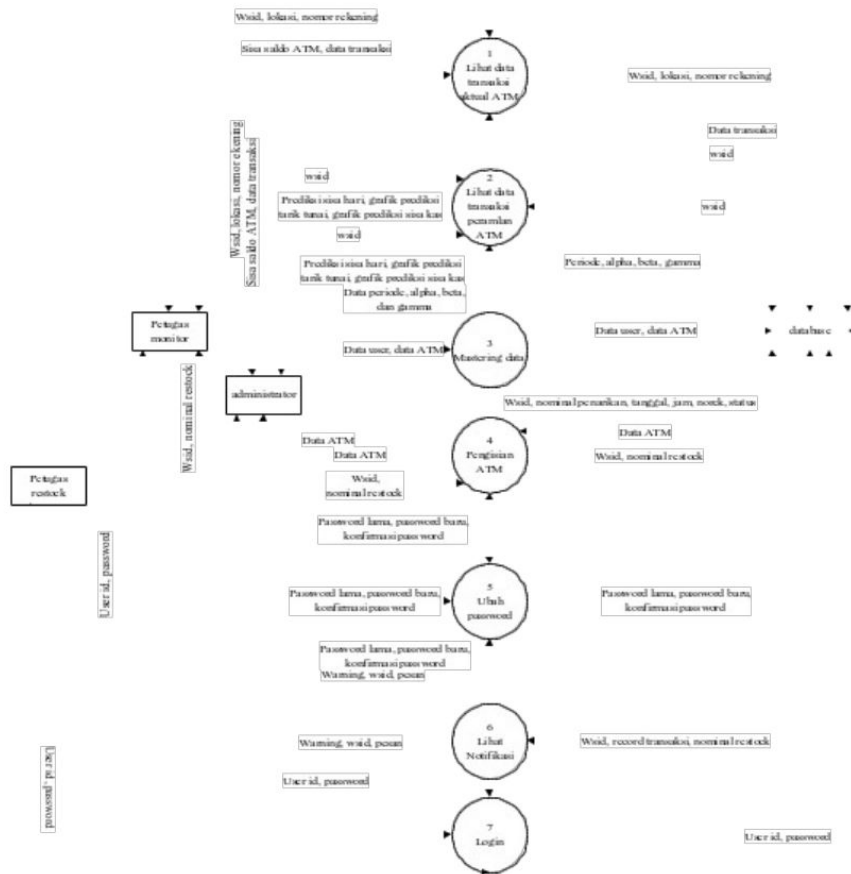 Wsid, lokasi, nomor rekening
Sisa saldo ATM, data transaksi
1
Lihat data
transaksi
aktual ATM
Wsid, lokasi, nomor rekening
Data transaksi
wsid
Wsid, lokasi, nomor ekening
Sisa saldo ATM, data transaksi
wsid
2
Lihat data
transaksi
peramlan
ATM
wsid
Prediksi sisa hari, grafik prediksi
tarik tunai, grafik prediksi sisa kas
wsid
Prediksi sisa hari, grafik prediksi
tarik tunai, grafik prediksi sisa kas
Periode, alpha, beta, gamma
Data periode, alpha, beta,
dan gamma
Petugas
monitor
Data user, data ATM
3
Mastering data
Data user, data ATM
database
administrator
Wsid, nominal restock
Wsid, nominal penarikan, tanggal, jam, norek, status
Data ATM
Data ATM
4
Pengisian
ATM
Data ATM
Wsid, nominal restock
Petugas
restock
Wsid,
nominal restock
Password lama, password baru,
konfirmasi password
User id, password
Password lama, password baru,
konfirmasi password
5
Ubah
password
Password lama, password baru,
konfirmasi password
Password lama, password baru,
konfirmasi password
Warning, wsid, pesan
Warning, wsid, pesan
6
Lihat
Notifikasi
Wsid, record transaksi, nominal restock
User id, password
User id, password
7
Login
User id, password